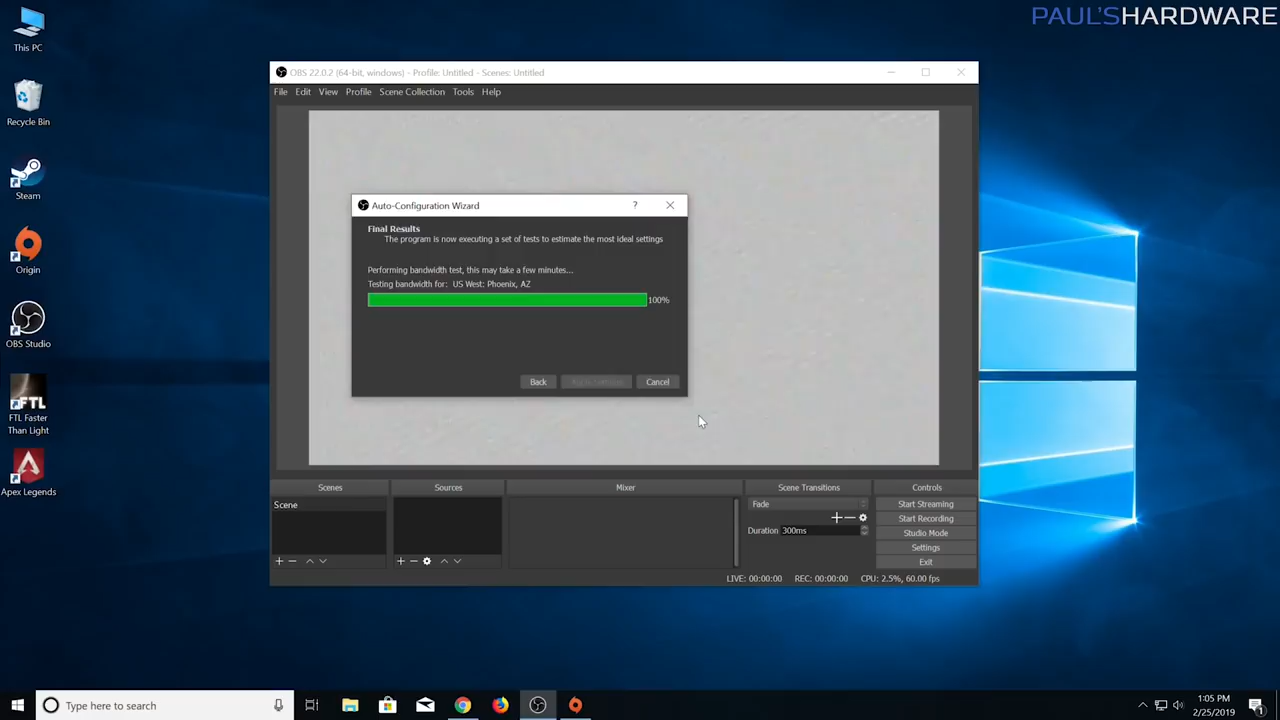 PAUL'SHARDWARE
This PC
Recycle Bin
Steam
Origin
OBS Studio
FTL
FTL Faster
Than Light
Apex Legends
OBS 22.0.2 (64-bit, windows) - Profile: Untitled - Scenes: Untitled
File Edit View Profile Scene Collection Tools Help
Auto-Configuration Wizard ?
Final Results
The program is now executing a set of tests to estimate the most ideal settings
Performing bandwidth test, this may take a few minutes...
Testing bandwidth for: US West: Phoenix, AZ
100%
Back Cancel
Scenes Sources Mixer Scene Transitions Controls
Scene
Fade
Duration 300ms
Start Streaming
Start Recording
Studio Mode
Settings
Exit
LIVE: 00:00:00 REC: 00:00:00 CPU: 2.5%, 60.00 fps
Type here to search
1:05 PM
2/25/2019
1